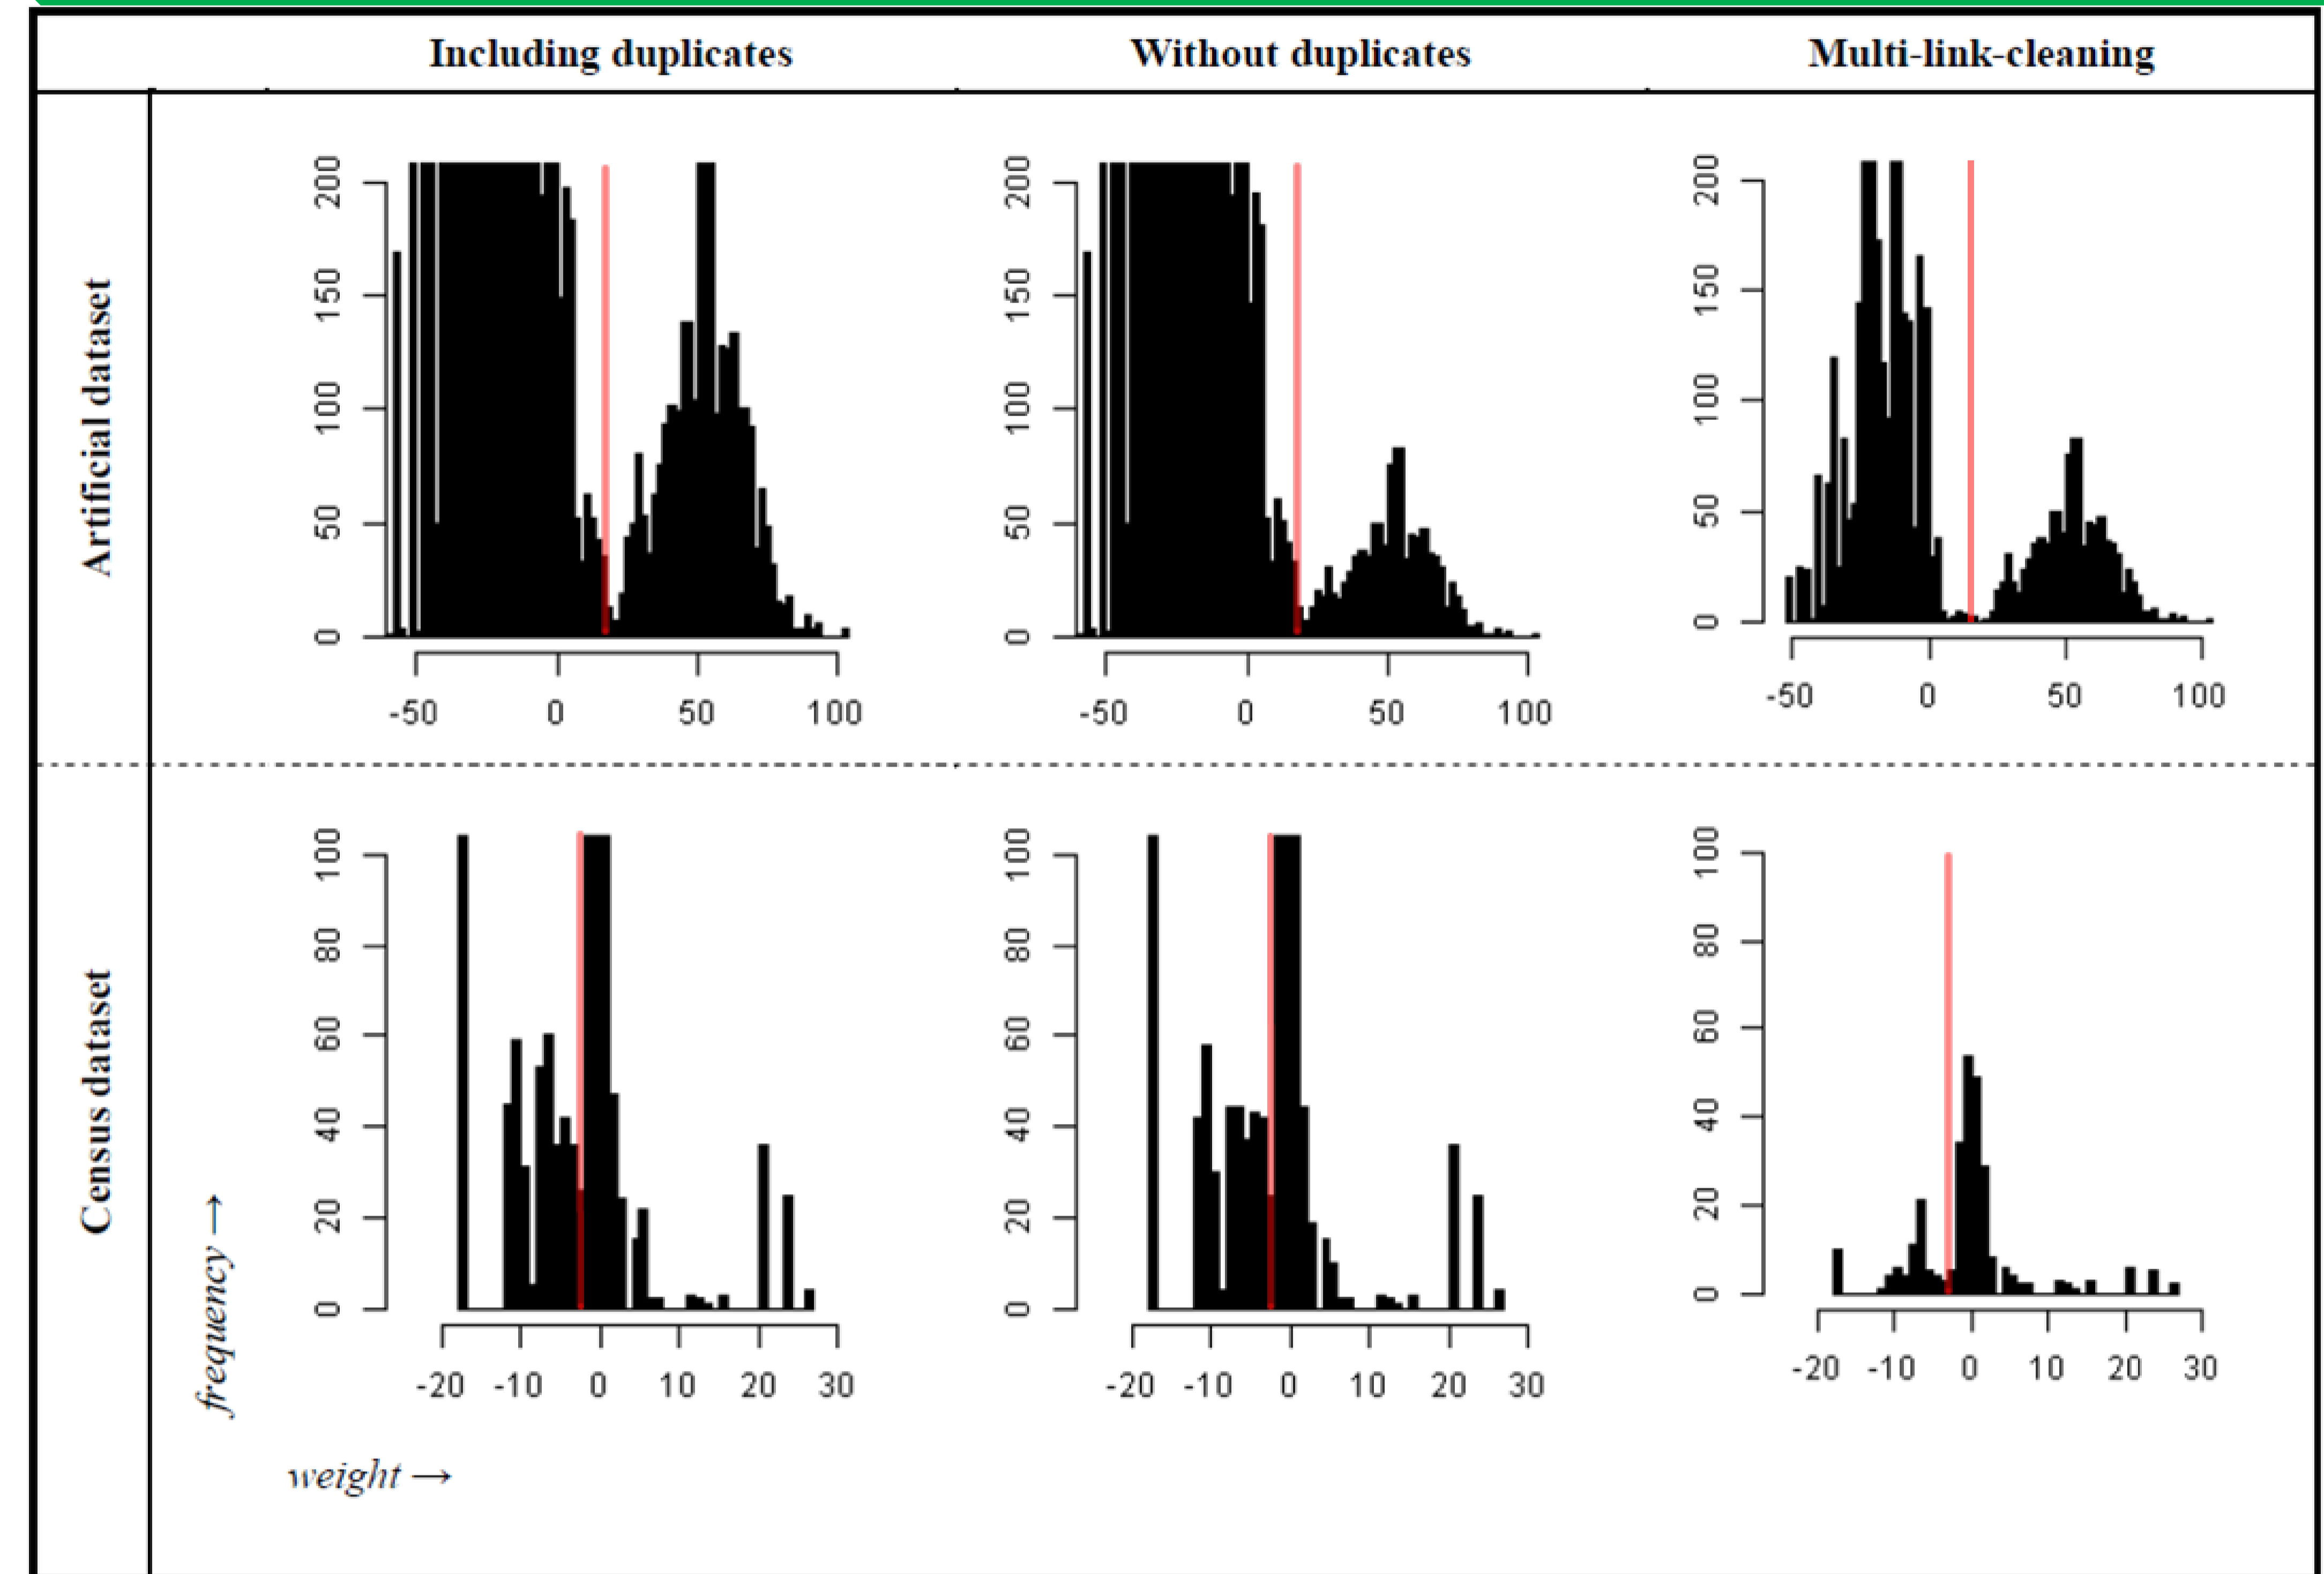 Including duplicates Without duplicates Multi-link-cleaning
Artificial dataset
200 150 100 50 0
-50 0 50 100
200 150 100 50 0
-50 0 50 100
200 150 100 50 0
-50 0 50 100
Census dataset
frequency →
100 80 60 40 20 0
-20 -10 0 10 20 30
100 80 60 40 20 0
-20 -10 0 10 20 30
100 80 60 40 20 0
-20 -10 0 10 20 30
weight →